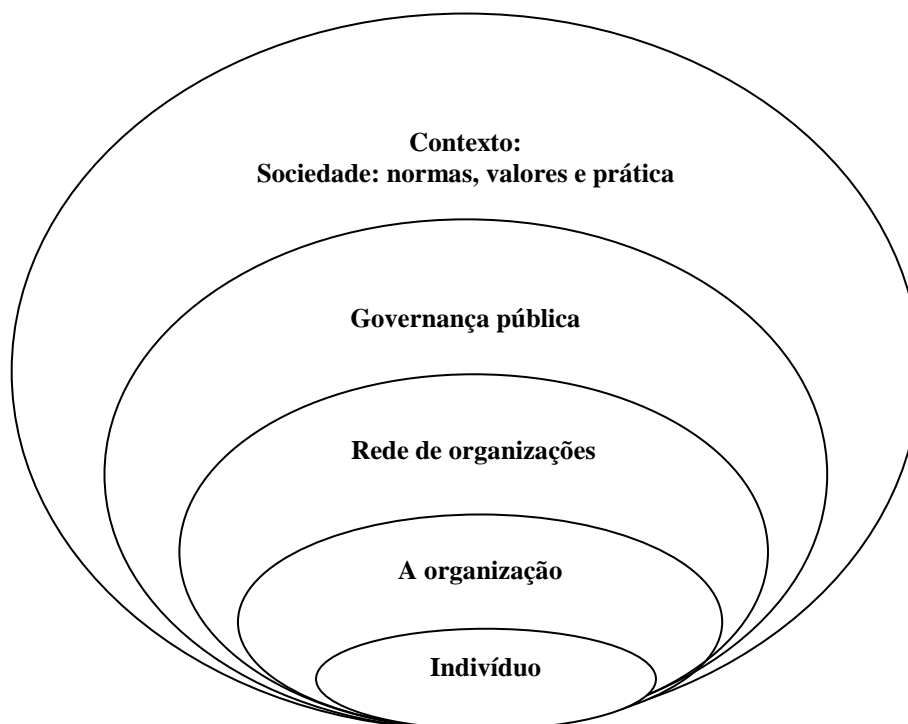 Contexto:
Sociedade: normas, valores e prática
Governança pública
Rede de organizações
A organização
Indivíduo